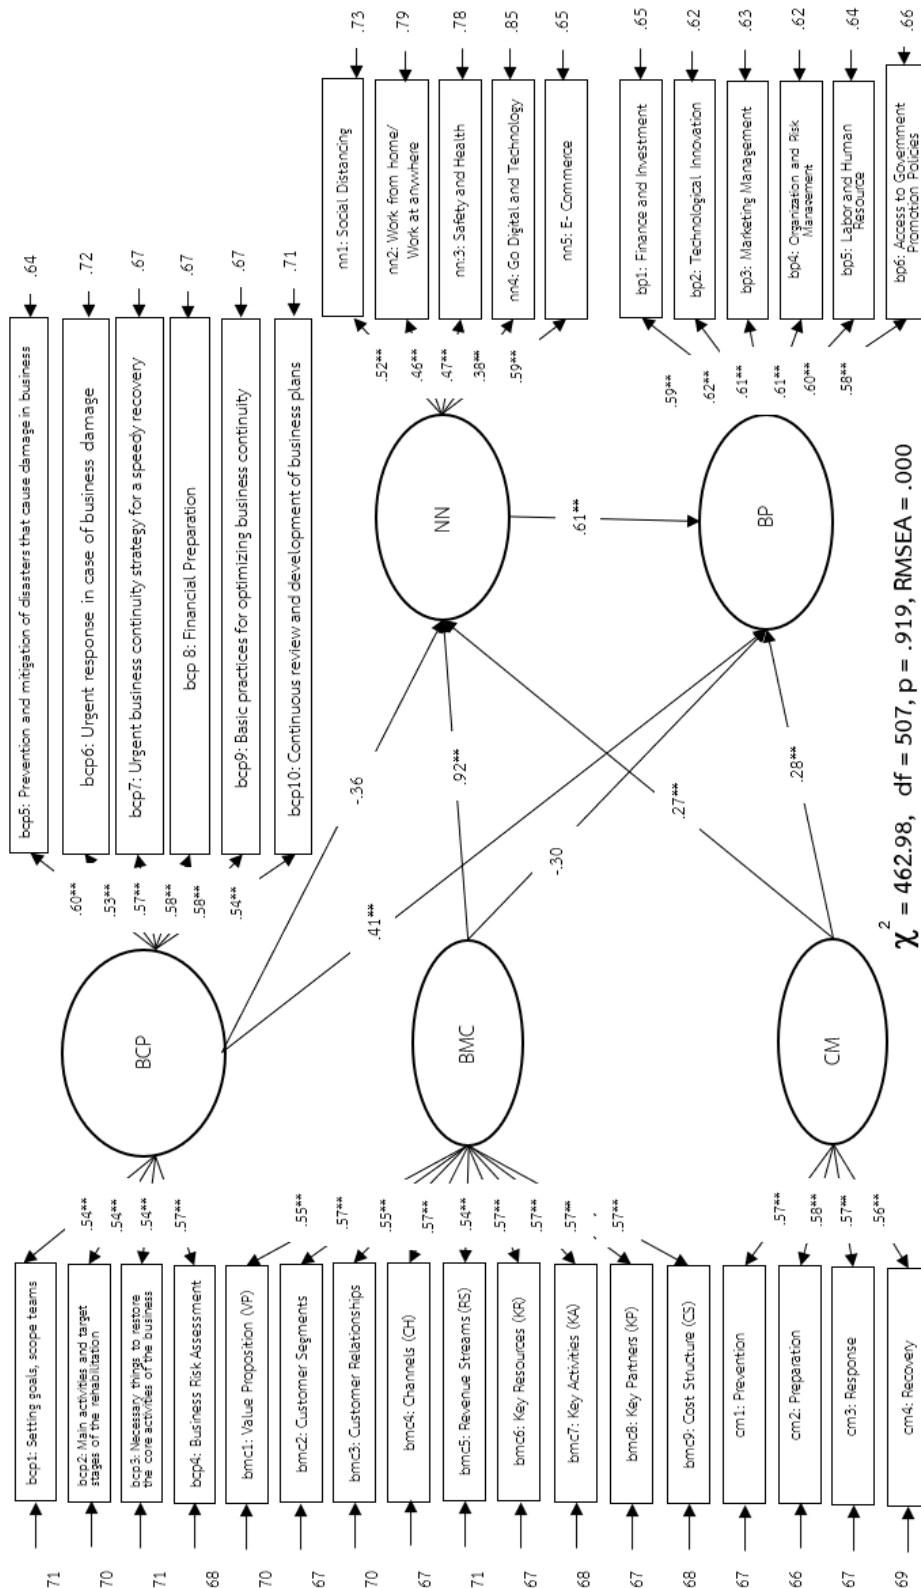 bcp5: Prevention and mitigation of disasters that cause damage in business
.64
bcp6: Urgent response in case of business damage
.72
bcp7: Urgent business continuity strategy for a speedy recovery
.67
bcp 8: Financial Preparation
.67
bcp9: Basic practices for optimizing business continuity
.67
bcp10: Continuous review and development of business plans
.71
.60**
.53**
.57**
.58**
.58**
.54**
nn1: Social Distancing
.73
nn2: Work from home/
Work at anywhere
.79
nn:3: Safety and Health
.78
nn4: Go Digital and Technology
.85
nn5: E- Commerce
.65
.52**
.46**
.47**
.38**
.59**
bp1: Finance and Investment
.65
bp2: Technological Innovation
.62
bp3: Marketing Management
.63
bp4: Organization and Risk
Management
.62
bp5: Labor and Human
Resource
.64
bp6: Access to Government
Promotion Policies
.66
.59**
.62**
.61**
.61**
.60**
.58**
BCP
BMC
CM
NN
BP
-.36
.41**
.92**
-.30
.27**
.28**
.61**
71
bcp1: Setting goals, scope teams
.54**
70
bcp2: Main activities and target
stages of the rehabilitation
.54**
71
bcp3: Necessary things to restore
the core activities of the business
.54**
68
bcp4: Business Risk Assessment
.57**
70
bmc1: Value Proposition (VP)
.55**
67
bmc2: Customer Segments
.57**
70
bmc3: Customer Relationships
.55**
67
bmc4: Channels (CH)
.57**
71
bmc5: Revenue Streams (RS)
.54**
67
bmc6: Key Resources (KR)
.57**
68
bmc7: Key Activities (KA)
.57**
67
bmc8: Key Partners (KP)
.57**
68
bmc9: Cost Structure (CS)
.57**
67
cm1: Prevention
.57**
66
cm2: Preparation
.58**
67
cm3: Response
.57**
69
cm4: Recovery
.56**
χ² = 462.98, df = 507, p = .919, RMSEA = .000